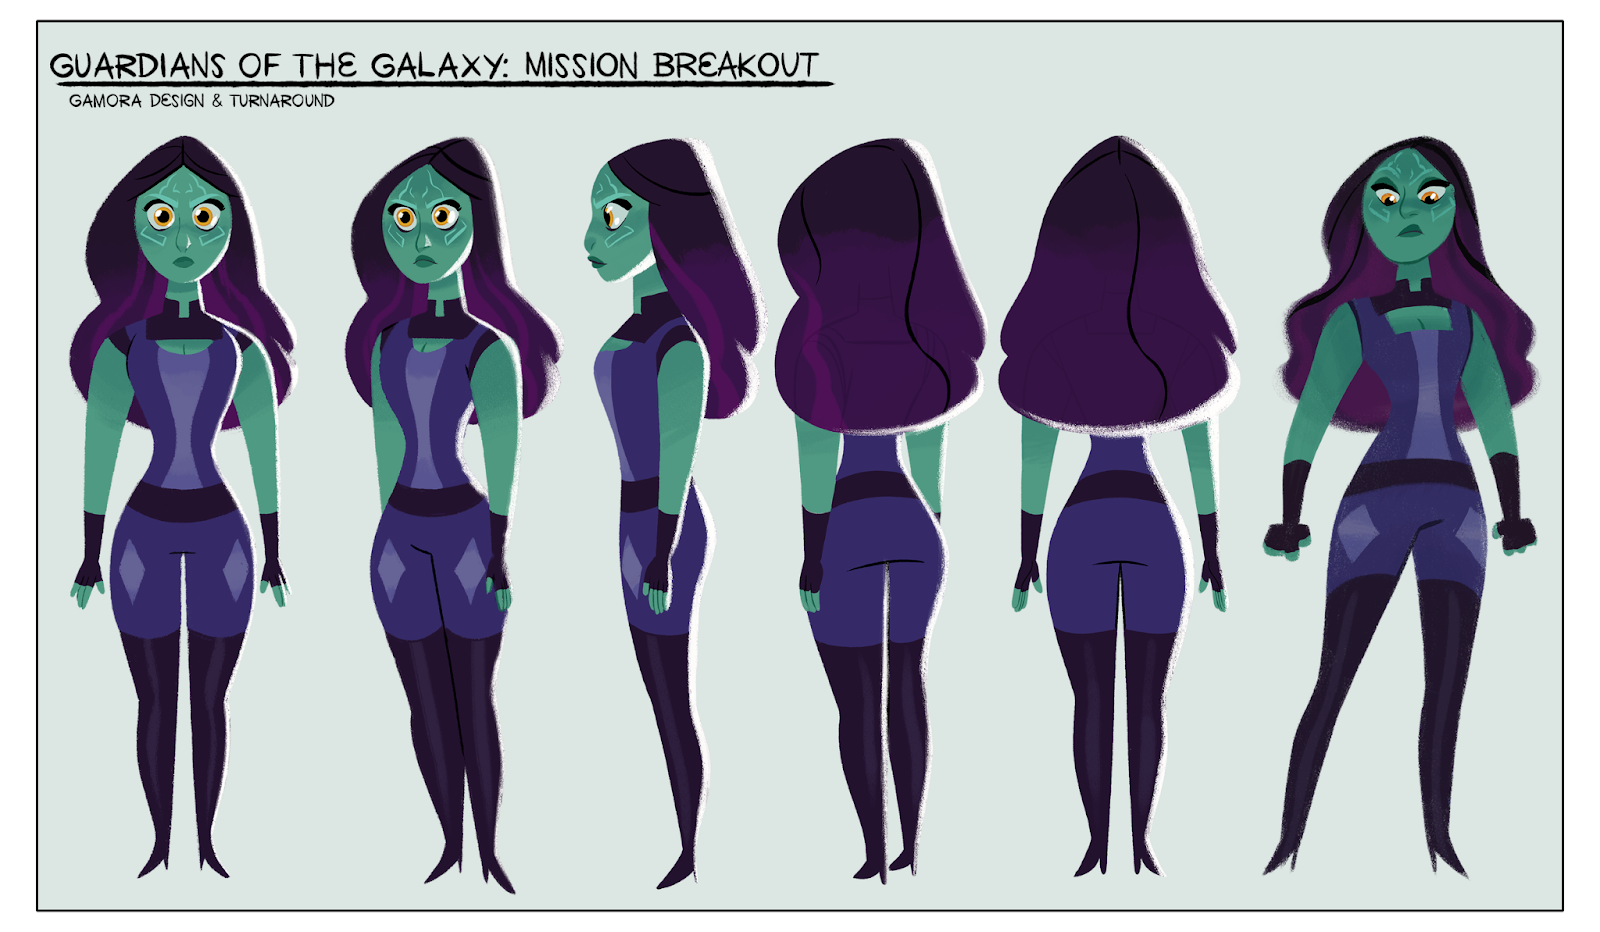 GUARDIANS OF THE GALAXY: MISSION BREAKOUT
GAMORA DESIGN & TURNAROUND